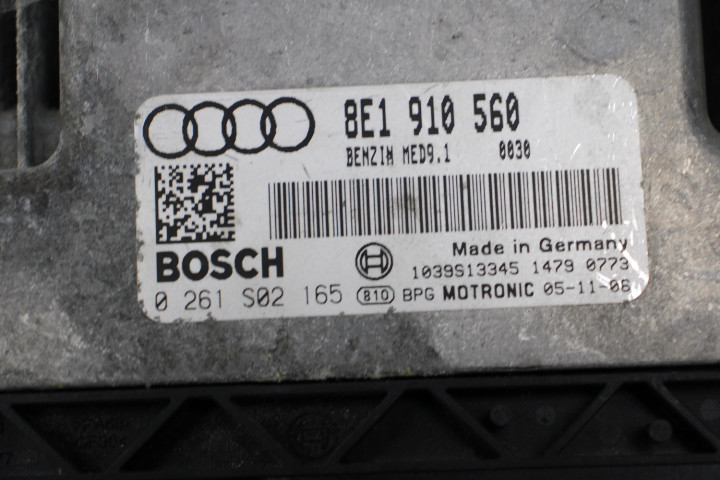 8E1 910 560
BENZIN MED9.1 0030
BOSCH
Made in Germany
1039S13345 1479 0773
0 261 S02 165 810 BPG MOTRONIC 05-11-06